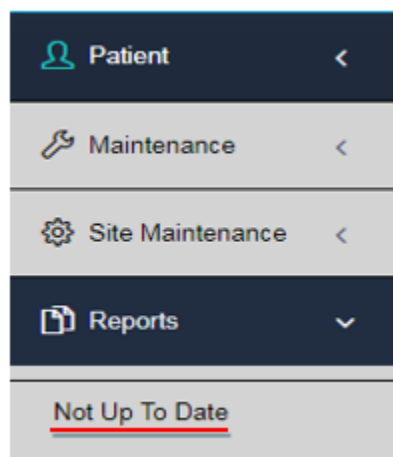 Patient
Maintenance
Site Maintenance
Reports
Not Up To Date